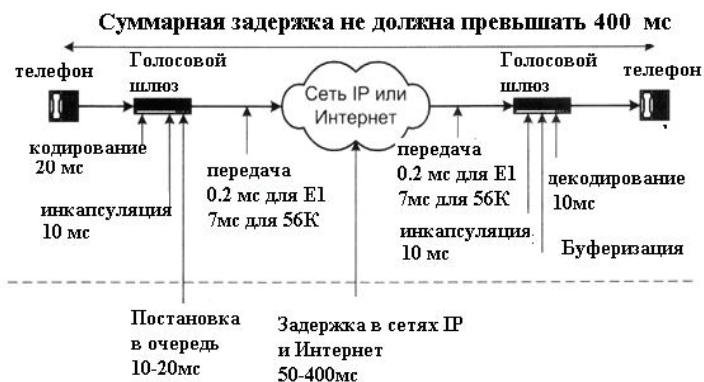 Суммарная задержка не должна превышать 400 мс
телефон
Голосовой
шлюз
Сеть IP или
Интернет
Голосовой
шлюз
телефон
кодирование
20 мс
инкапсуляция
10 мс
передача
0.2 мс для E1
7мс для 56К
передача
0.2 мс для E1
7мс для 56К
инкапсуляция
10 мс
декодирование
10мс
Буферизация
Постановка
в очередь
10-20мс
Задержка в сетях IP
и Интернет
50-400мс